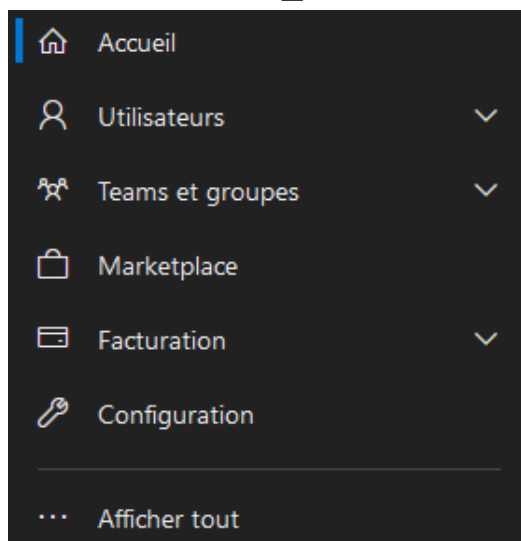 Accueil
Utilisateurs
Teams et groupes
Marketplace
Facturation
Configuration
Afficher tout